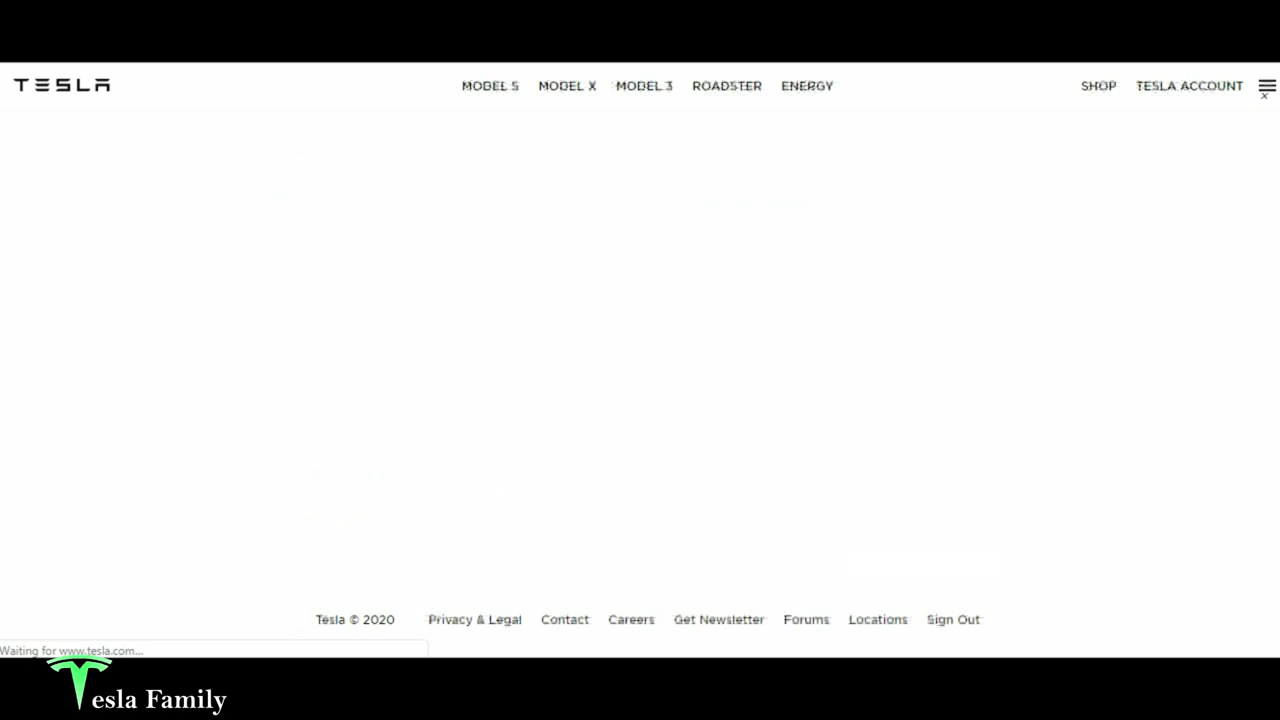 TESLA MODEL S MODEL X MODEL 3 ROADSTER ENERGY SHOP TESLA ACCOUNT
Tesla © 2020 Privacy & Legal Contact Careers Get Newsletter Forums Locations Sign Out
Waiting for www.tesla.com...
Tesla Family